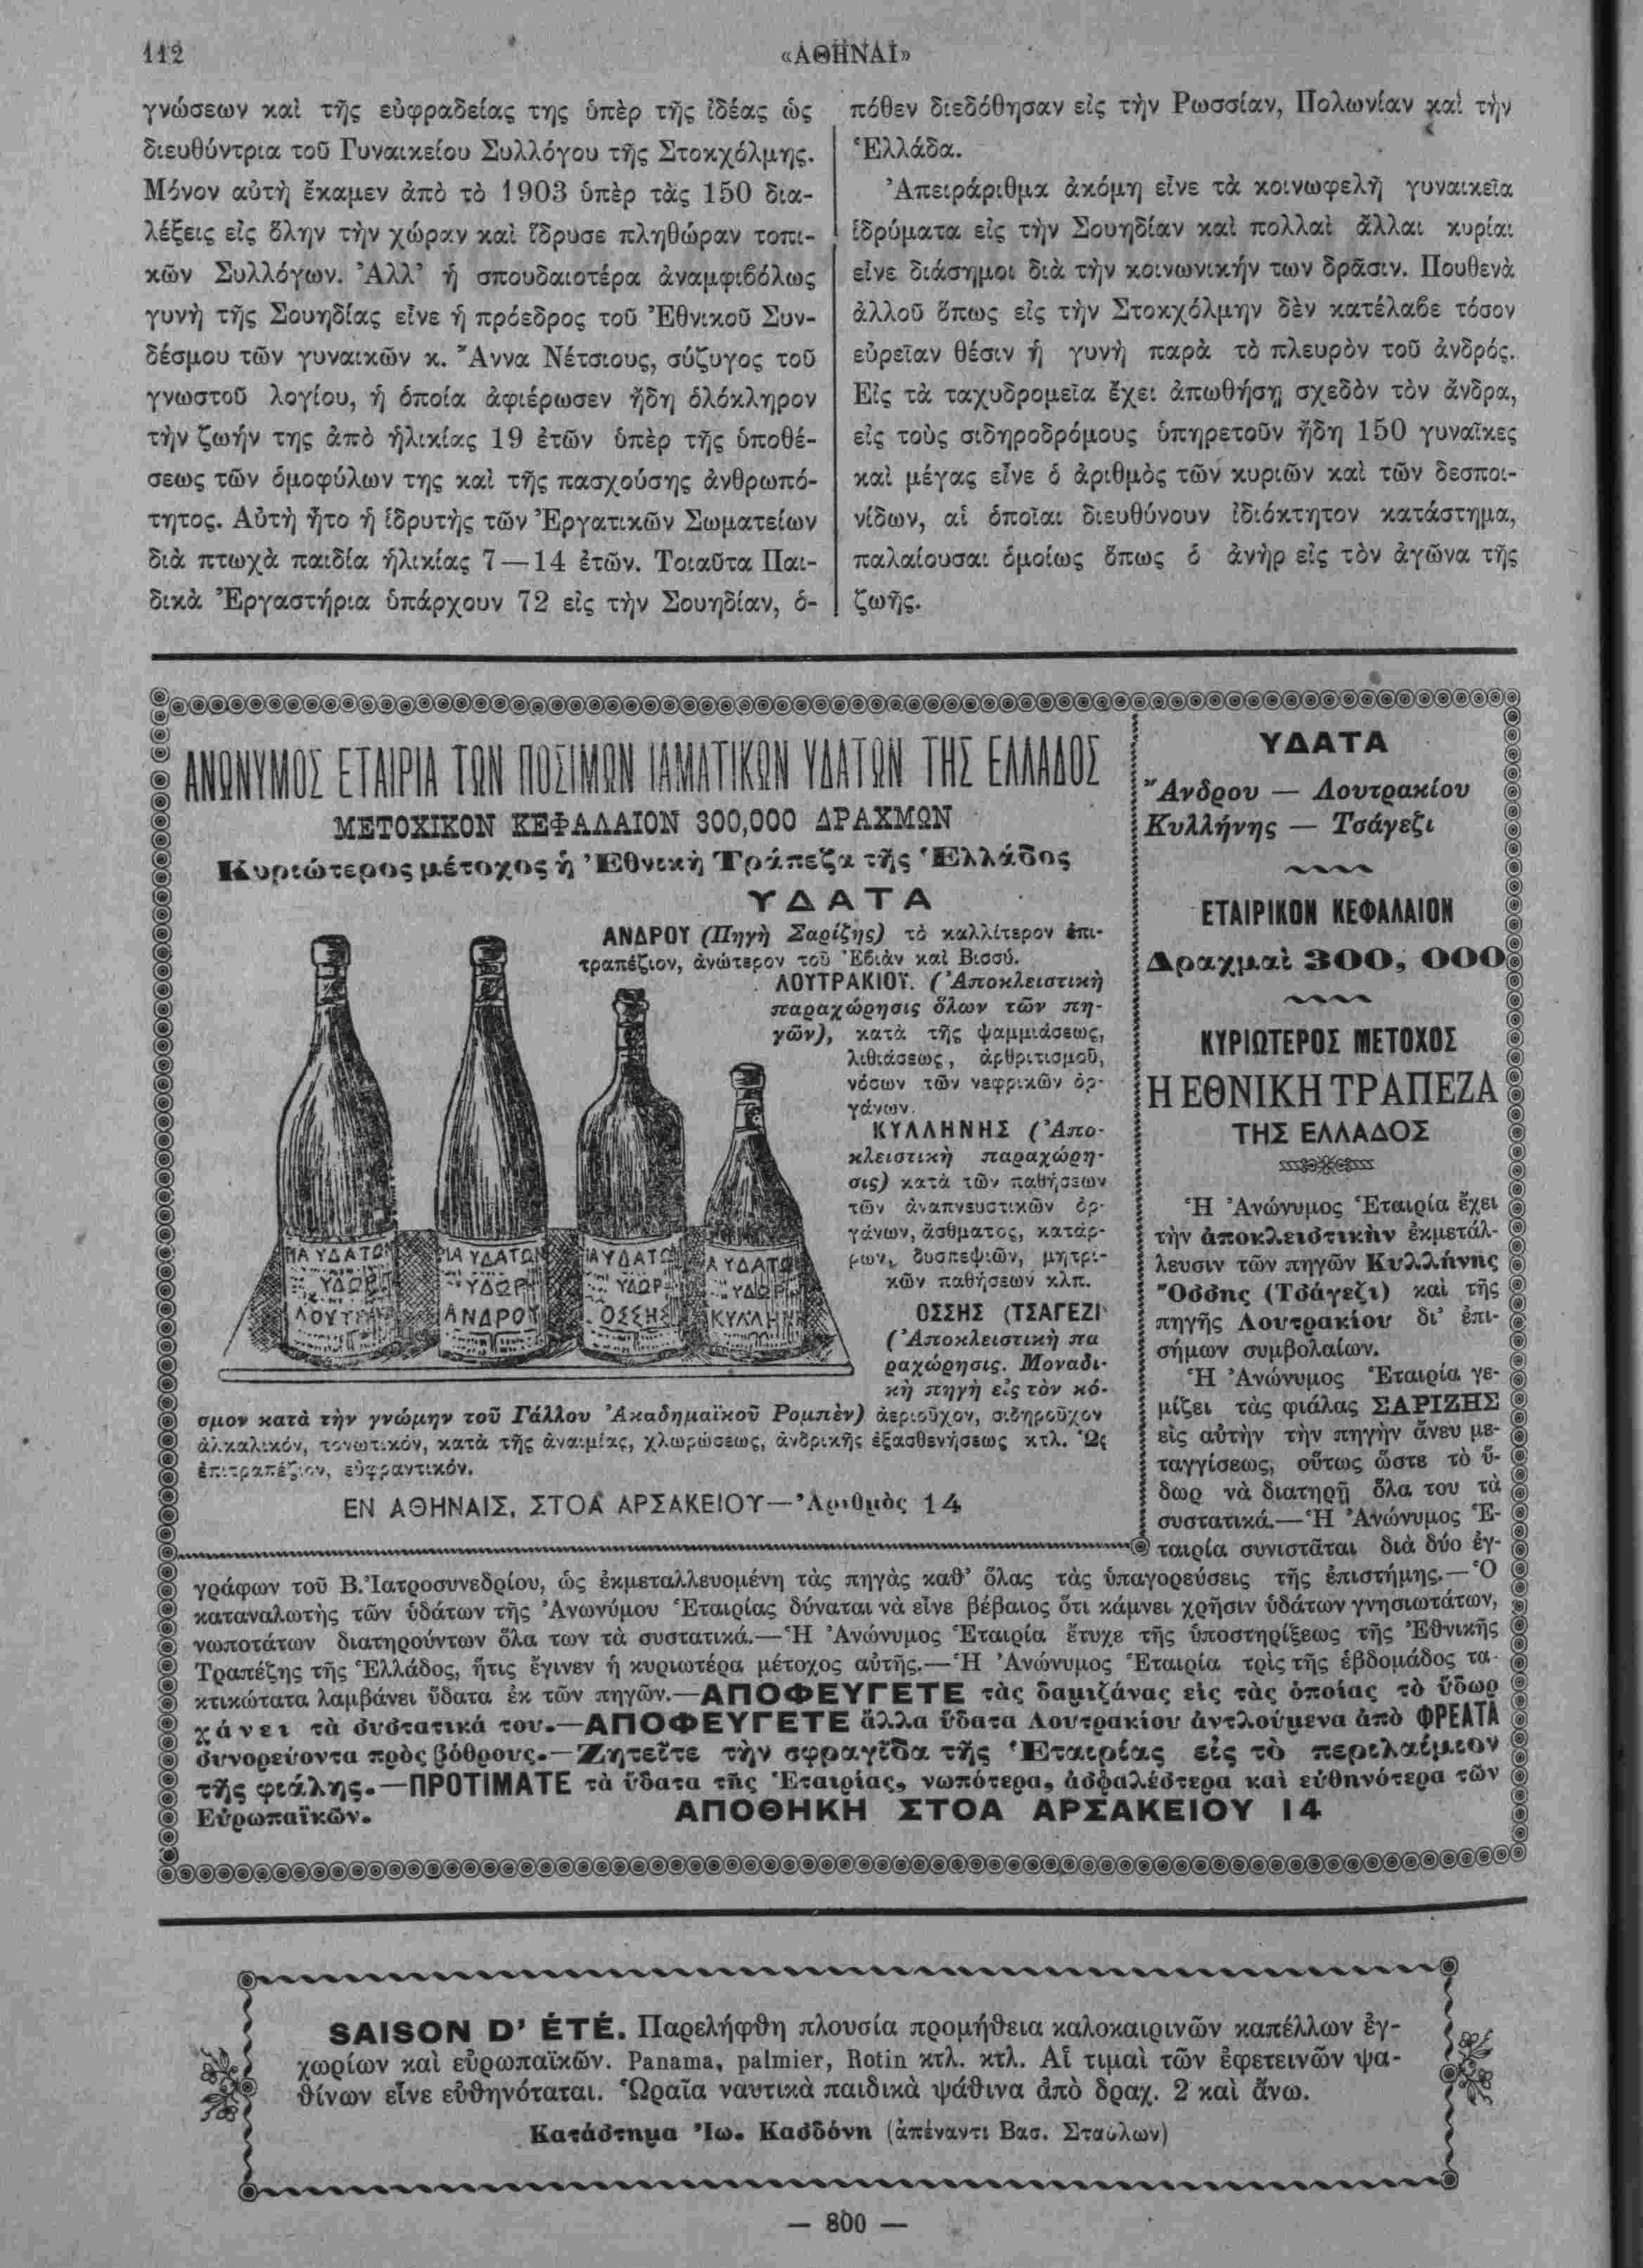 112
«ΑΘΗΝΑΙ»
γνώσεων καὶ τῆς εὐφραδείας της ὑπὲρ τῆς ἰδέας ὡς
διευθύντρια τοῦ Γυναικείου Συλλόγου τῆς Στοκχόλμης.
Μόνον αὐτὴ ἔκαμεν ἀπὸ τὸ 1903 ὑπὲρ τὰς 150 δια-
λέξεις εἰς ὅλην τὴν χώραν καὶ ἵδρυσε πληθώραν τοπι-
κῶν Συλλόγων. Ἀλλ’ ἡ σπουδαιοτέρα ἀναμφιβόλως
γυνὴ τῆς Σουηδίας εἶνε ἡ πρόεδρος τοῦ Ἐθνικοῦ Συν-
δέσμου τῶν γυναικῶν κ. Ἄννα Νέτσιους, σύζυγος τοῦ
γνωστοῦ λογίου, ἡ ὁποία ἀφιέρωσεν ἤδη ὁλόκληρον
τὴν ζωήν της ἀπὸ ἡλικίας 19 ἐτῶν ὑπὲρ τῆς ὑποθέ-
σεως τῶν ὁμοφύλων της καὶ τῆς πασχούσης ἀνθρωπό-
τητος. Αὐτὴ ἦτο ἡ ἱδρυτὴς τῶν Ἐργατικῶν Σωματείων
διὰ πτωχὰ παιδία ἡλικίας 7—14 ἐτῶν. Τοιαῦτα Παι-
δικὰ Ἐργαστήρια ὑπάρχουν 72 εἰς τὴν Σουηδίαν, ὁ-
πόθεν διεδόθησαν εἰς τὴν Ρωσσίαν, Πολωνίαν καὶ τὴν
Ἑλλάδα.
Ἀπειράριθμα ἀκόμη εἶνε τὰ κοινωφελῆ γυναικεῖα
ἱδρύματα εἰς τὴν Σουηδίαν καὶ πολλαὶ ἄλλαι κυρίαι
εἶνε διάσημοι διὰ τὴν κοινωνικήν των δρᾶσιν. Πουθενὰ
ἀλλοῦ ὅπως εἰς τὴν Στοκχόλμην δὲν κατέλαβε τόσον
εὐρεῖαν θέσιν ἡ γυνὴ παρὰ τὸ πλευρὸν τοῦ ἀνδρός.
Εἰς τὰ ταχυδρομεῖα ἔχει ἀπωθήσῃ σχεδὸν τὸν ἄνδρα,
εἰς τοὺς σιδηροδρόμους ὑπηρετοῦν ἤδη 150 γυναῖκες
καὶ μέγας εἶνε ὁ ἀριθμὸς τῶν κυριῶν καὶ τῶν δεσποι-
νίδων, αἱ ὁποῖαι διευθύνουν ἰδιόκτητον κατάστημα,
παλαίουσαι ὁμοίως ὅπως ὁ ἀνὴρ εἰς τὸν ἀγῶνα τῆς
ζωῆς.
ΑΝΩΝΥΜΟΣ ΕΤΑΙΡΙΑ ΤΩΝ ΠΟΣΙΜΩΝ ΙΑΜΑΤΙΚΩΝ ΥΔΑΤΩΝ ΤΗΣ ΕΛΛΑΔΟΣ
ΜΕΤΟΧΙΚΟΝ ΚΕΦΑΛΑΙΟΝ 300,000 ΔΡΑΧΜΩΝ
Κυριώτερος μέτοχος ἡ Ἐθνικὴ Τράπεζα τῆς Ἑλλάδος
ΥΔΑΤΑ
ΑΝΔΡΟΥ (Πηγὴ Σαρίζης) τὸ καλλίτερον ἐπι-
τραπέζιον, ἀνώτερον τοῦ Ἐβιὰν καὶ Βισσύ.
ΛΟΥΤΡΑΚΙΟΥ. (Ἀποκλειστικὴ
παραχώρησις ὅλων τῶν πη-
γῶν), κατὰ τῆς ψαμμιάσεως,
λιθιάσεως, ἀρθριτισμοῦ,
νόσων τῶν νεφρικῶν ὀρ-
γάνων.
ΚΥΛΛΗΝΗΣ (Ἀπο-
κλειστικὴ παραχώρη-
σις) κατὰ τῶν παθήσεων
τῶν ἀναπνευστικῶν ὀρ-
γάνων, ἄσθματος, κατάρ-
ρων, δυσπεψιῶν, μητρι-
κῶν παθήσεων κλπ.
ΟΣΣΗΣ (ΤΣΑΓΕΖΙ
(Ἀποκλειστικὴ πα
ραχώρησις. Μοναδι-
κὴ πηγὴ εἰς τὸν κό-
σμον κατὰ τὴν γνώμην τοῦ Γάλλου Ἀκαδημαϊκοῦ Ρομπὲν) ἀεριοῦχον, σιδηροῦχον
ἀλκαλικόν, τονωτικόν, κατὰ τῆς ἀναιμίας, χλωρώσεως, ἀνδρικῆς ἐξασθενήσεως κτλ. Ὡς
ἐπιτραπέζιον, εὐφραντικόν.
ΜΑ ΥΔΑΤΩΝ ΥΔΩΡ ΛΟΥΤΡΑ
ΙΑ ΥΔΑΤΩ ΥΔΩΡ ΑΝΔΡΟΥ
ΙΑ ΥΔΑΤΩ ΥΔΩΡ ΟΣΣΗΣ
Α ΥΔΑΤΩ ΥΔΩΡ ΚΥΛΛΗΝ
ΕΝ ΑΘΗΝΑΙΣ, ΣΤΟΑ ΑΡΣΑΚΕΙΟΥ—Ἀριθμὸς 14
ΥΔΑΤΑ
Ἄνδρου — Λουτρακίου
Κυλλήνης — Τσάγεζι
ΕΤΑΙΡΙΚΟΝ ΚΕΦΑΛΑΙΟΝ
Δραχμαὶ 300,000
ΚΥΡΙΩΤΕΡΟΣ ΜΕΤΟΧΟΣ
Η ΕΘΝΙΚΗ ΤΡΑΠΕΖΑ
ΤΗΣ ΕΛΛΑΔΟΣ
Ἡ Ἀνώνυμος Ἑταιρία ἔχει
τὴν ἀποκλειστικὴν ἐκμετάλ-
λευσιν τῶν πηγῶν Κυλλήνης
Ὄσσης (Τσάγεζι) καὶ τῆς
πηγῆς Λουτρακίου δι’ ἐπι-
σήμων συμβολαίων.
Ἡ Ἀνώνυμος Ἑταιρία γε-
μίζει τὰς φιάλας ΣΑΡΙΖΗΣ
εἰς αὐτὴν τὴν πηγὴν ἄνευ με-
ταγγίσεως, οὕτως ὥστε τὸ ὕ-
δωρ νὰ διατηρῇ ὅλα του τὰ
συστατικά.—Ἡ Ἀνώνυμος Ἑ-
ταιρία συνιστᾶται διὰ δύο ἐγ-
γράφων τοῦ Β. Ἰατροσυνεδρίου, ὡς ἐκμεταλλευομένη τὰς πηγὰς καθ’ ὅλας τὰς ὑπαγορεύσεις τῆς ἐπιστήμης.—Ὁ
καταναλωτὴς τῶν ὑδάτων τῆς Ἀνωνύμου Ἑταιρίας δύναται νὰ εἶνε βέβαιος ὅτι κάμνει χρῆσιν ὑδάτων γνησιωτάτων,
νωποτάτων διατηρούντων ὅλα των τὰ συστατικά.—Ἡ Ἀνώνυμος Ἑταιρία ἔτυχε τῆς ὑποστηρίξεως τῆς Ἐθνικῆς
Τραπέζης τῆς Ἑλλάδος, ἥτις ἔγινεν ἡ κυριωτέρα μέτοχος αὐτῆς.—Ἡ Ἀνώνυμος Ἑταιρία τρὶς τῆς ἑβδομάδος τα-
κτικώτατα λαμβάνει ὕδατα ἐκ τῶν πηγῶν.—ΑΠΟΦΕΥΓΕΤΕ τὰς δαμιζάνας εἰς τὰς ὁποίας τὸ ὕδωρ
χάνει τὰ συστατικά του.—ΑΠΟΦΕΥΓΕΤΕ ἄλλα ὕδατα Λουτρακίου ἀντλούμενα ἀπὸ ΦΡΕΑΤΑ
συνορεύοντα πρὸς βόθρους.—Ζητεῖτε τὴν σφραγῖδα τῆς Ἑταιρίας εἰς τὸ περιλαίμιον
τῆς φιάλης.—ΠΡΟΤΙΜΑΤΕ τὰ ὕδατα τῆς Ἑταιρίας, νωπότερα, ἀσφαλέστερα καὶ εὐθηνότερα τῶν
Εὐρωπαϊκῶν. ΑΠΟΘΗΚΗ ΣΤΟΑ ΑΡΣΑΚΕΙΟΥ 14
SAISON D’ ÉTÉ. Παρελήφθη πλουσία προμήθεια καλοκαιρινῶν καπέλλων ἐγ-
χωρίων καὶ εὐρωπαϊκῶν. Panama, palmier, Rotin κτλ. κτλ. Αἱ τιμαὶ τῶν ἐφετεινῶν ψα-
θίνων εἶνε εὐθηνόταται. Ὡραῖα ναυτικὰ παιδικὰ ψάθινα ἀπὸ δραχ. 2 καὶ ἄνω.
Κατάστημα Ἰω. Κασδόνη (ἀπέναντι Βασ. Σταύλων)
— 800 —